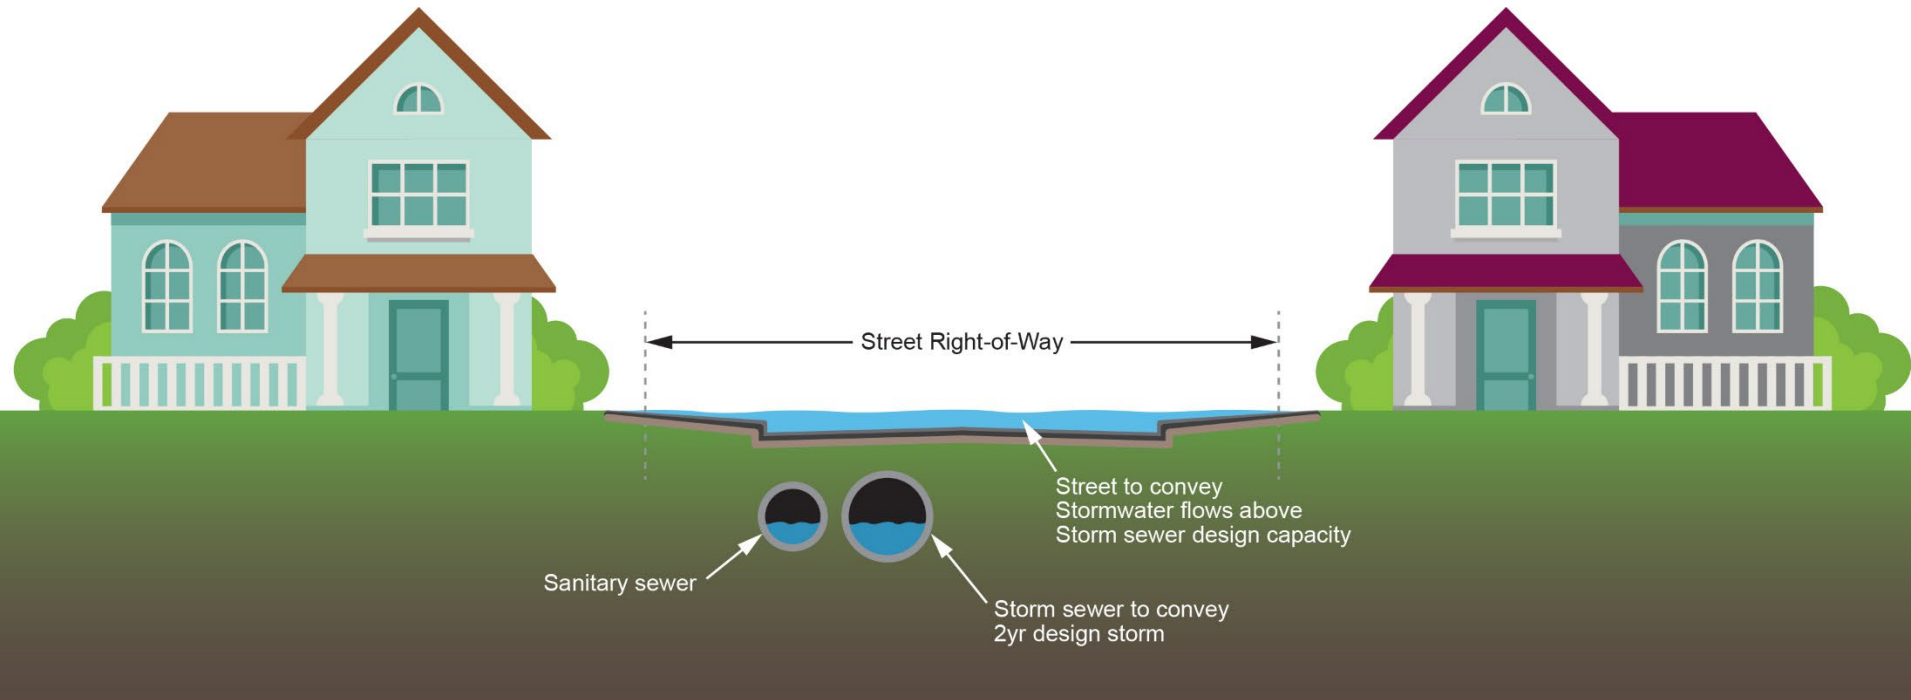 Street Right-of-Way
Street to convey
Stormwater flows above
Storm sewer design capacity
Sanitary sewer
Storm sewer to convey
2yr design storm